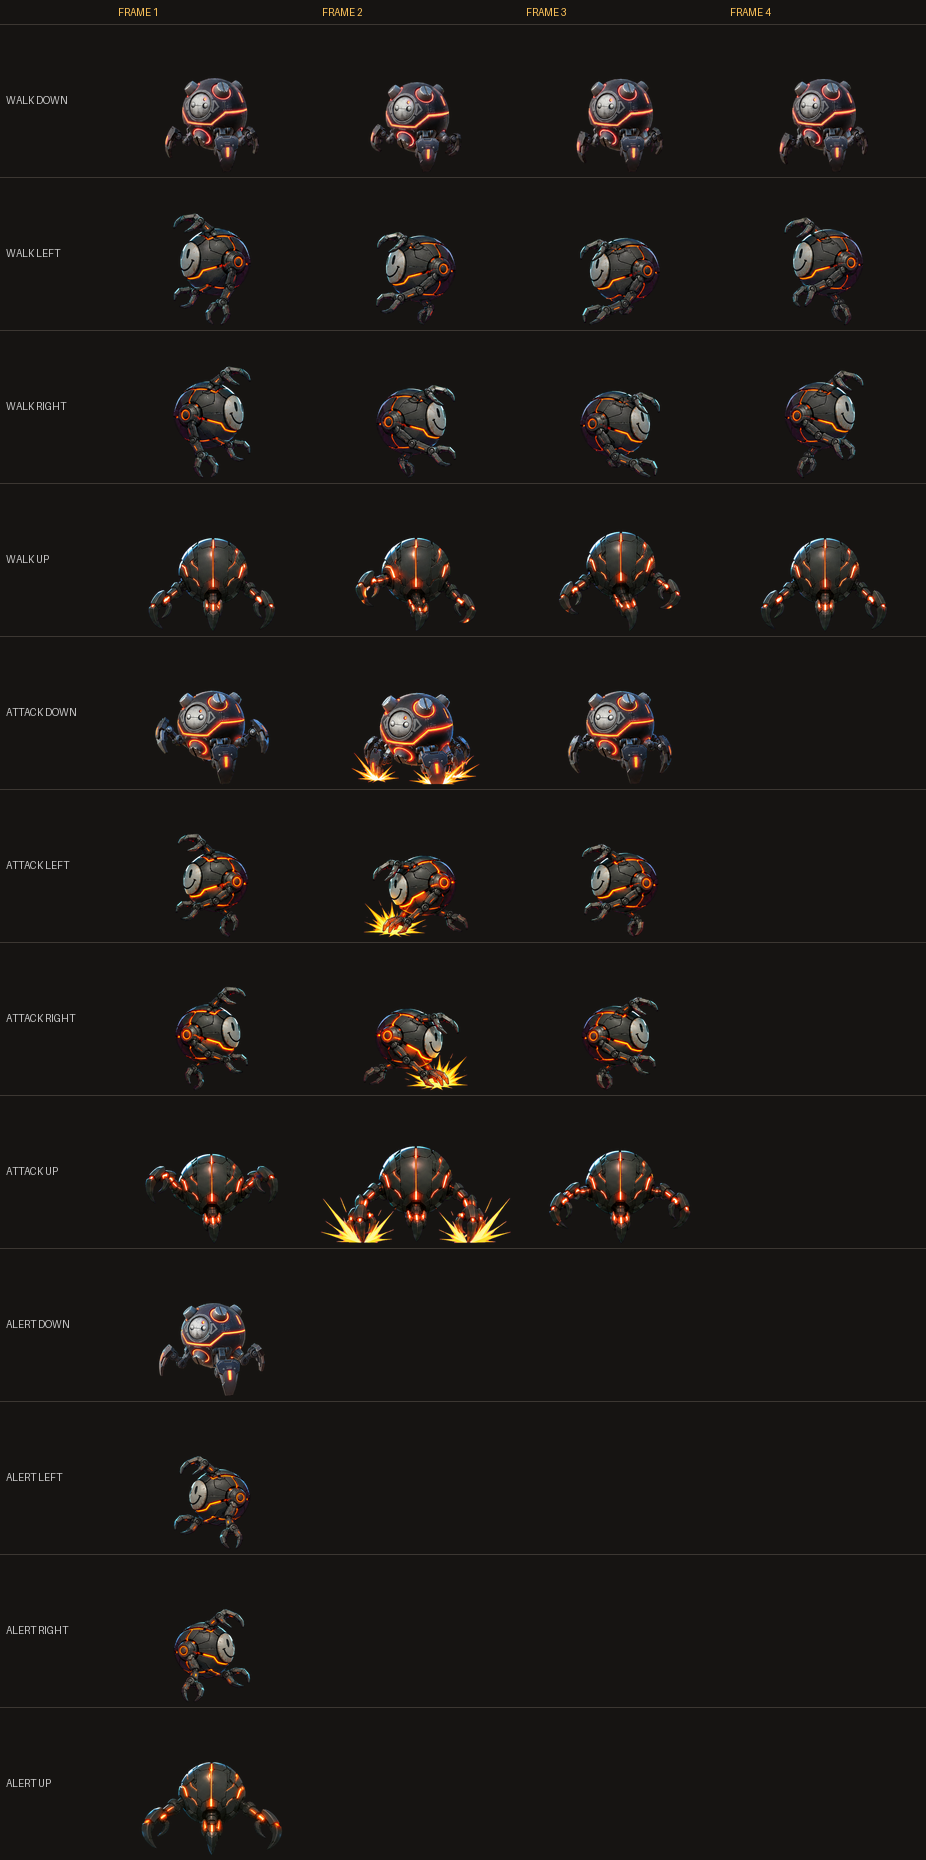 FRAME 1 FRAME 2 FRAME 3 FRAME 4
WALK DOWN
WALK LEFT
WALK RIGHT
WALK UP
ATTACK DOWN
ATTACK LEFT
ATTACK RIGHT
ATTACK UP
ALERT DOWN
ALERT LEFT
ALERT RIGHT
ALERT UP